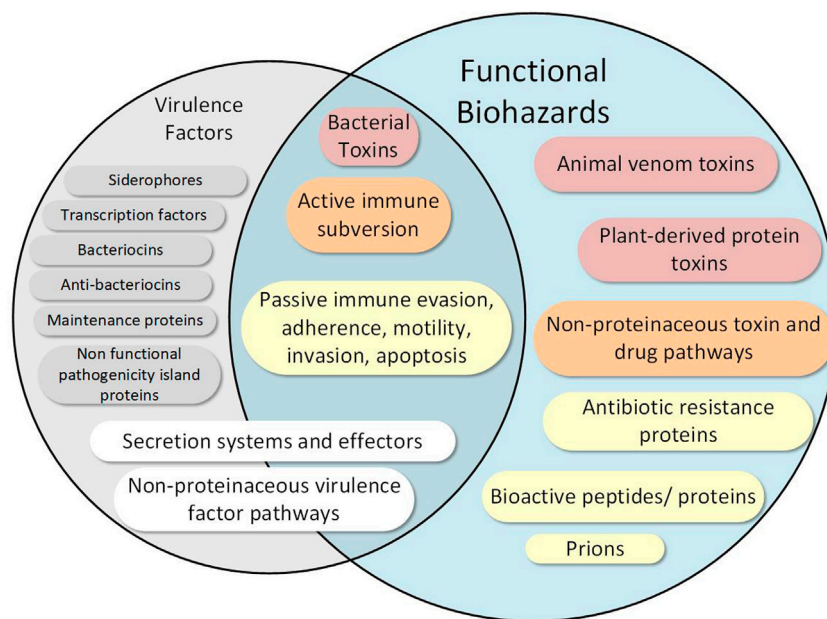 Virulence
Factors
Siderophores
Transcription factors
Bacteriocins
Anti-bacteriocins
Maintenance proteins
Non functional
pathogenicity island
proteins
Secretion systems and effectors
Non-proteinaceous virulence
factor pathways
Bacterial
Toxins
Active immune
subversion
Passive immune evasion,
adherence, motility,
invasion, apoptosis
Functional
Biohazards
Animal venom toxins
Plant-derived protein
toxins
Non-proteinaceous toxin and
drug pathways
Antibiotic resistance
proteins
Bioactive peptides/ proteins
Prions